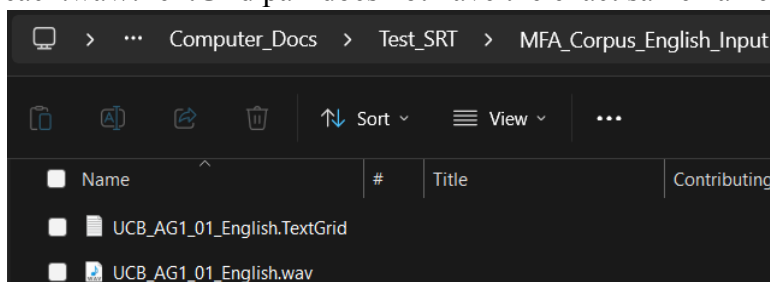 > ... Computer_Docs > Test_SRT > MFA_Corpus_English_Input
Sort View ...
Name # Title Contributing
UCB_AG1_01_English.TextGrid
UCB_AG1_01_English.wav